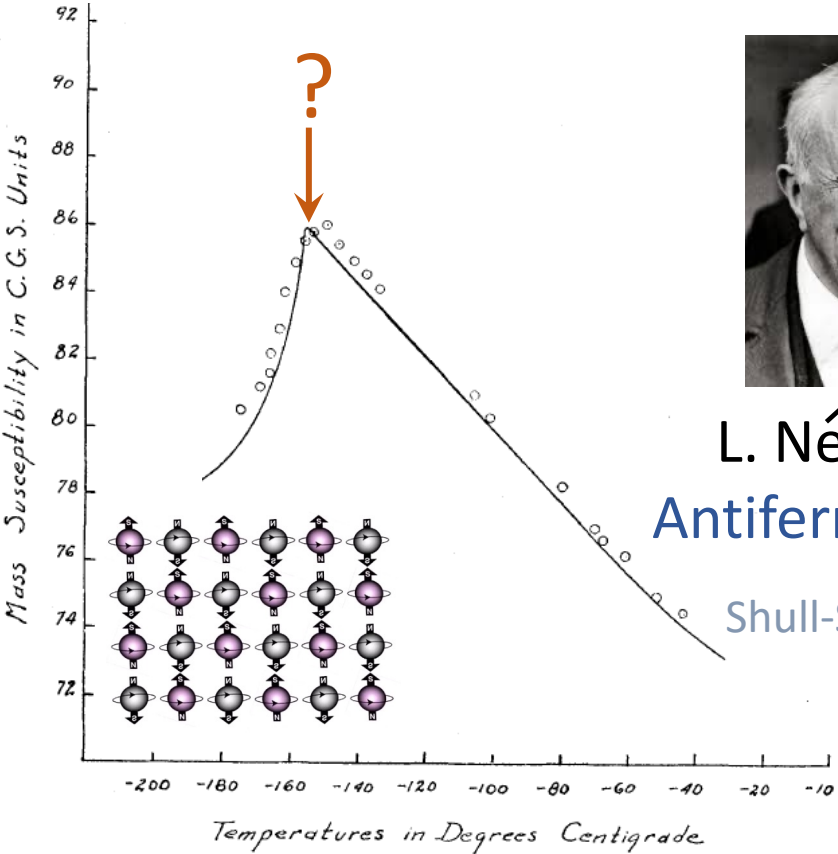 ?
92
90
88
86
84
82
80
78
76
74
72
Mass Susceptibility in C.G.S. Units
-200 -180 -160 -140 -120 -100 -80 -60 -40 -20 -10
Temperatures in Degrees Centigrade
L. Né
Antifer
Shull-S